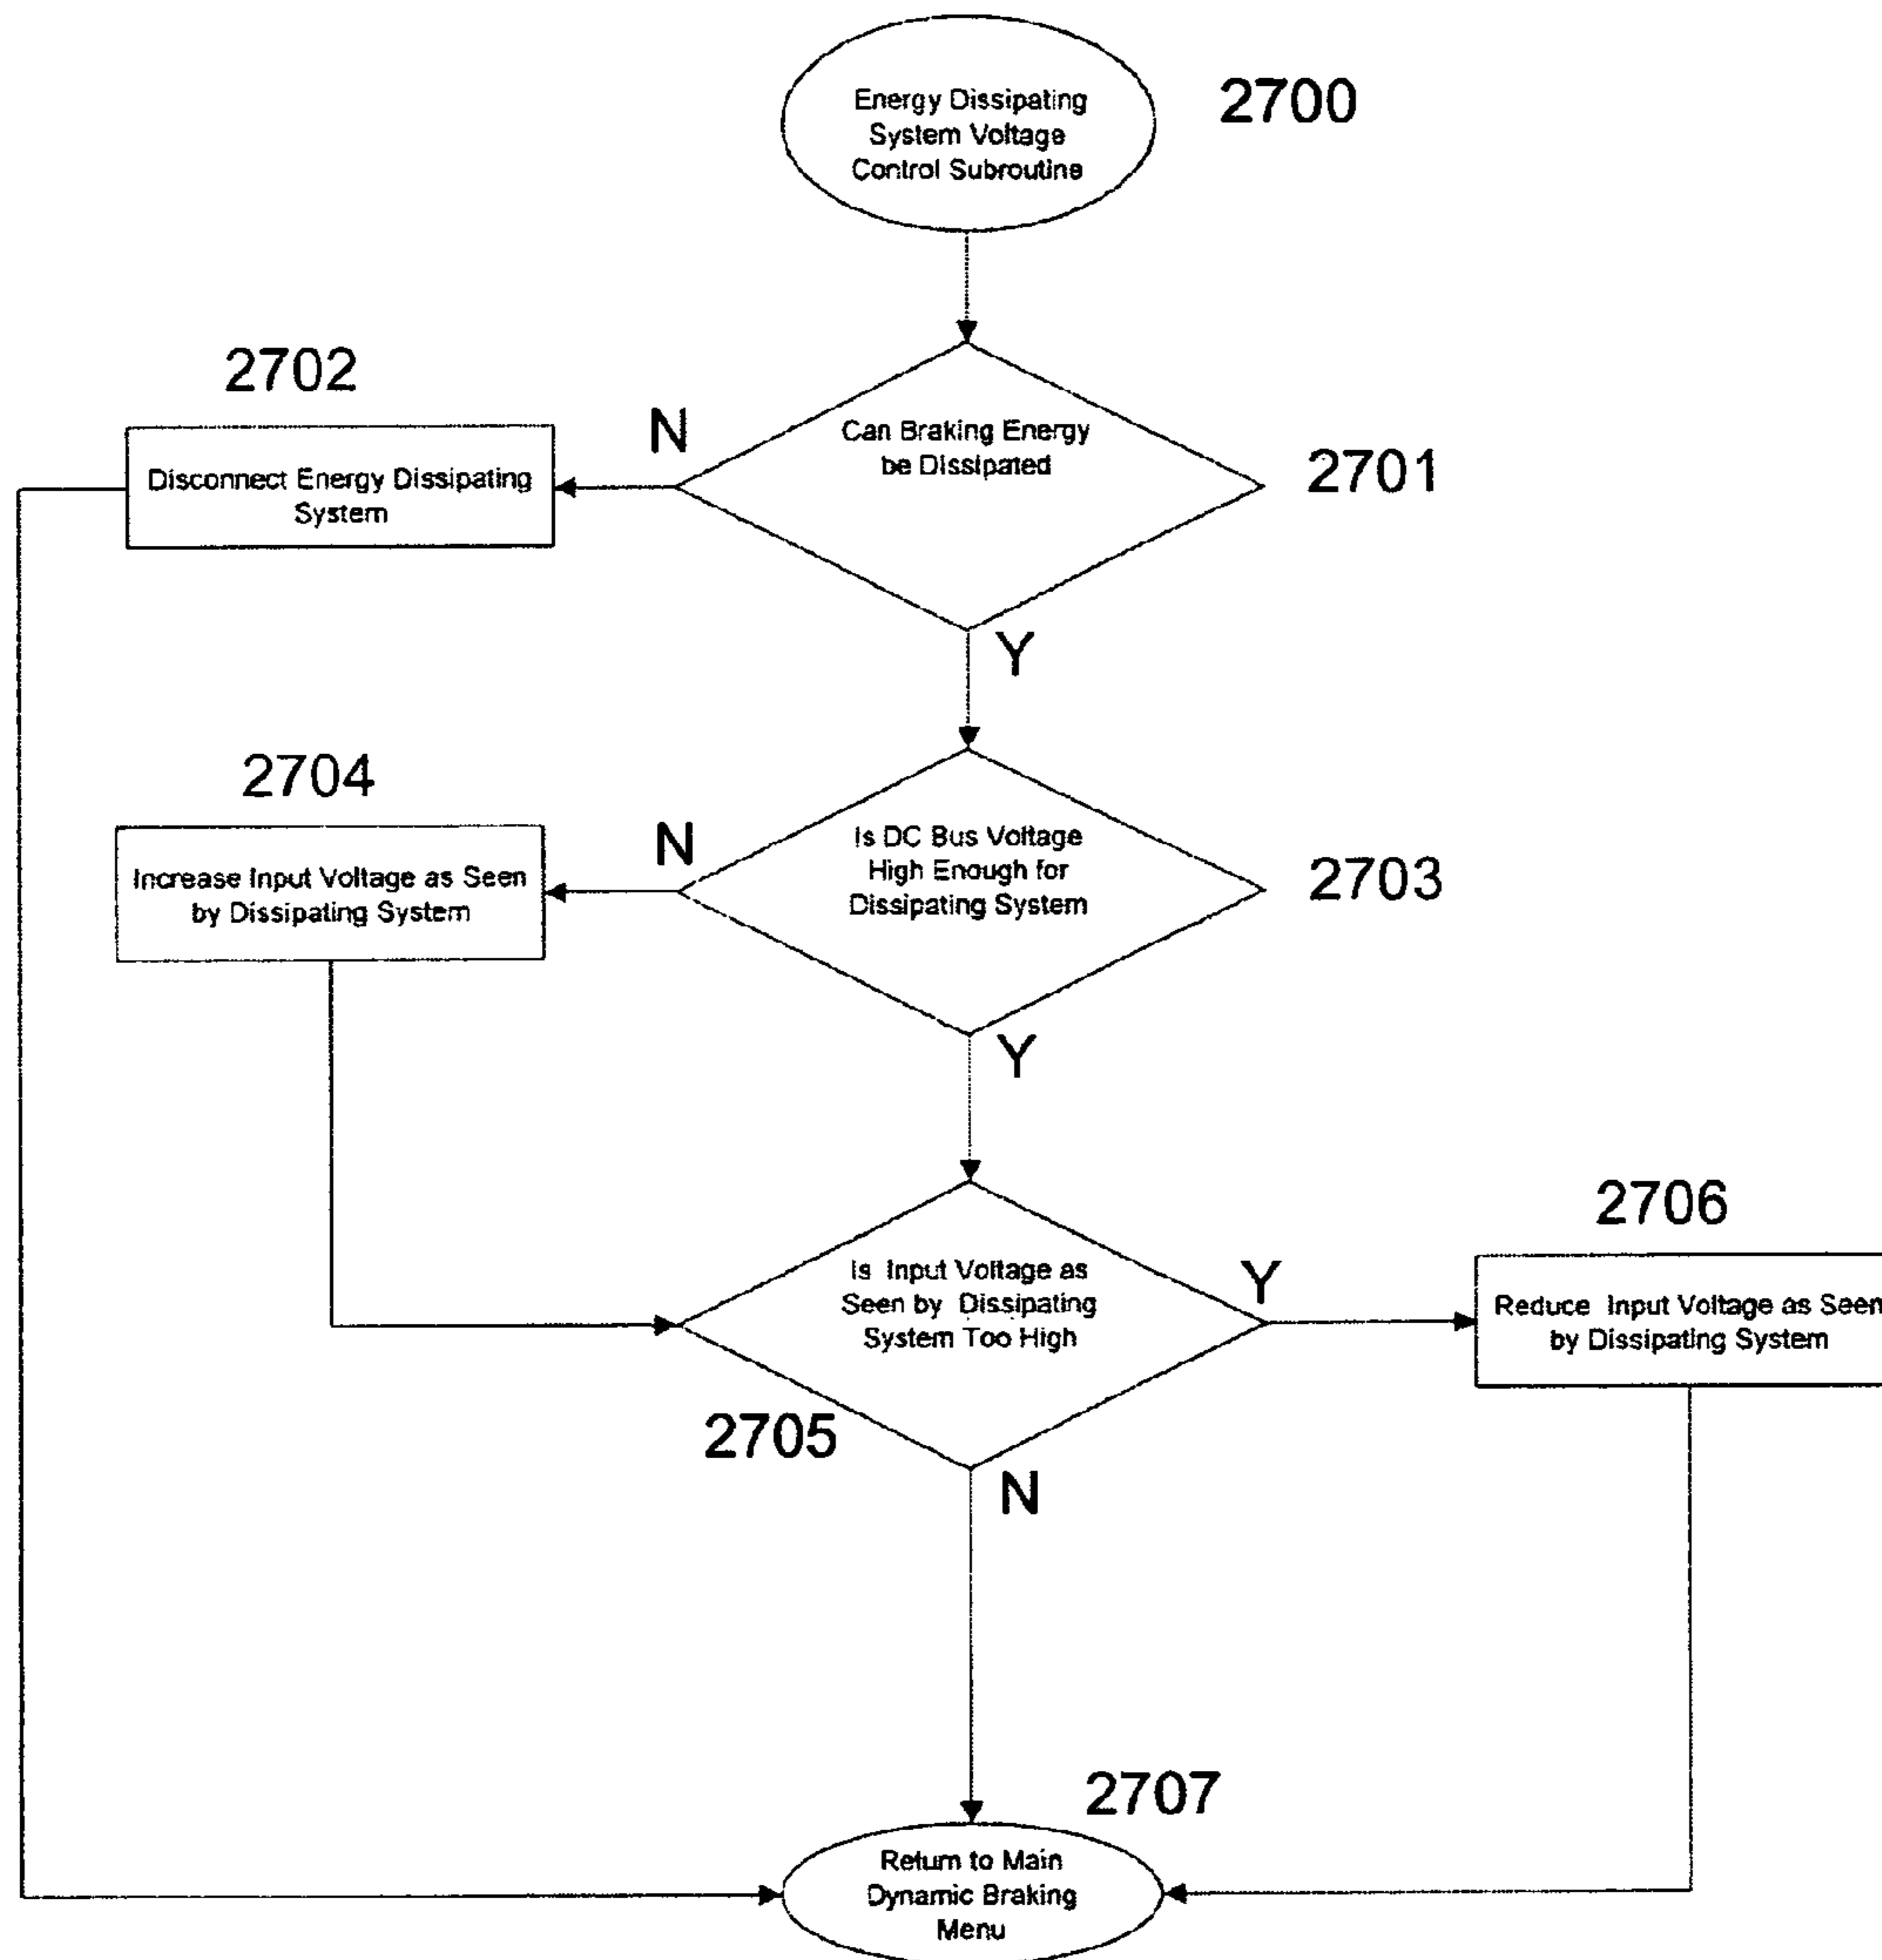 Energy Dissipating
System Voltage
Control Subroutine
2700
2702
Disconnect Energy Dissipating
System
N
Can Braking Energy
be Dissipated
2701
Y
2704
Increase Input Voltage as Seen
by Dissipating System
N
Is DC Bus Voltage
High Enough for
Dissipating System
2703
Y
Is Input Voltage as
Seen by Dissipating
System Too High
2705
Y
2706
Reduce Input Voltage as Seen
by Dissipating System
N
2707
Return to Main
Dynamic Braking
Menu